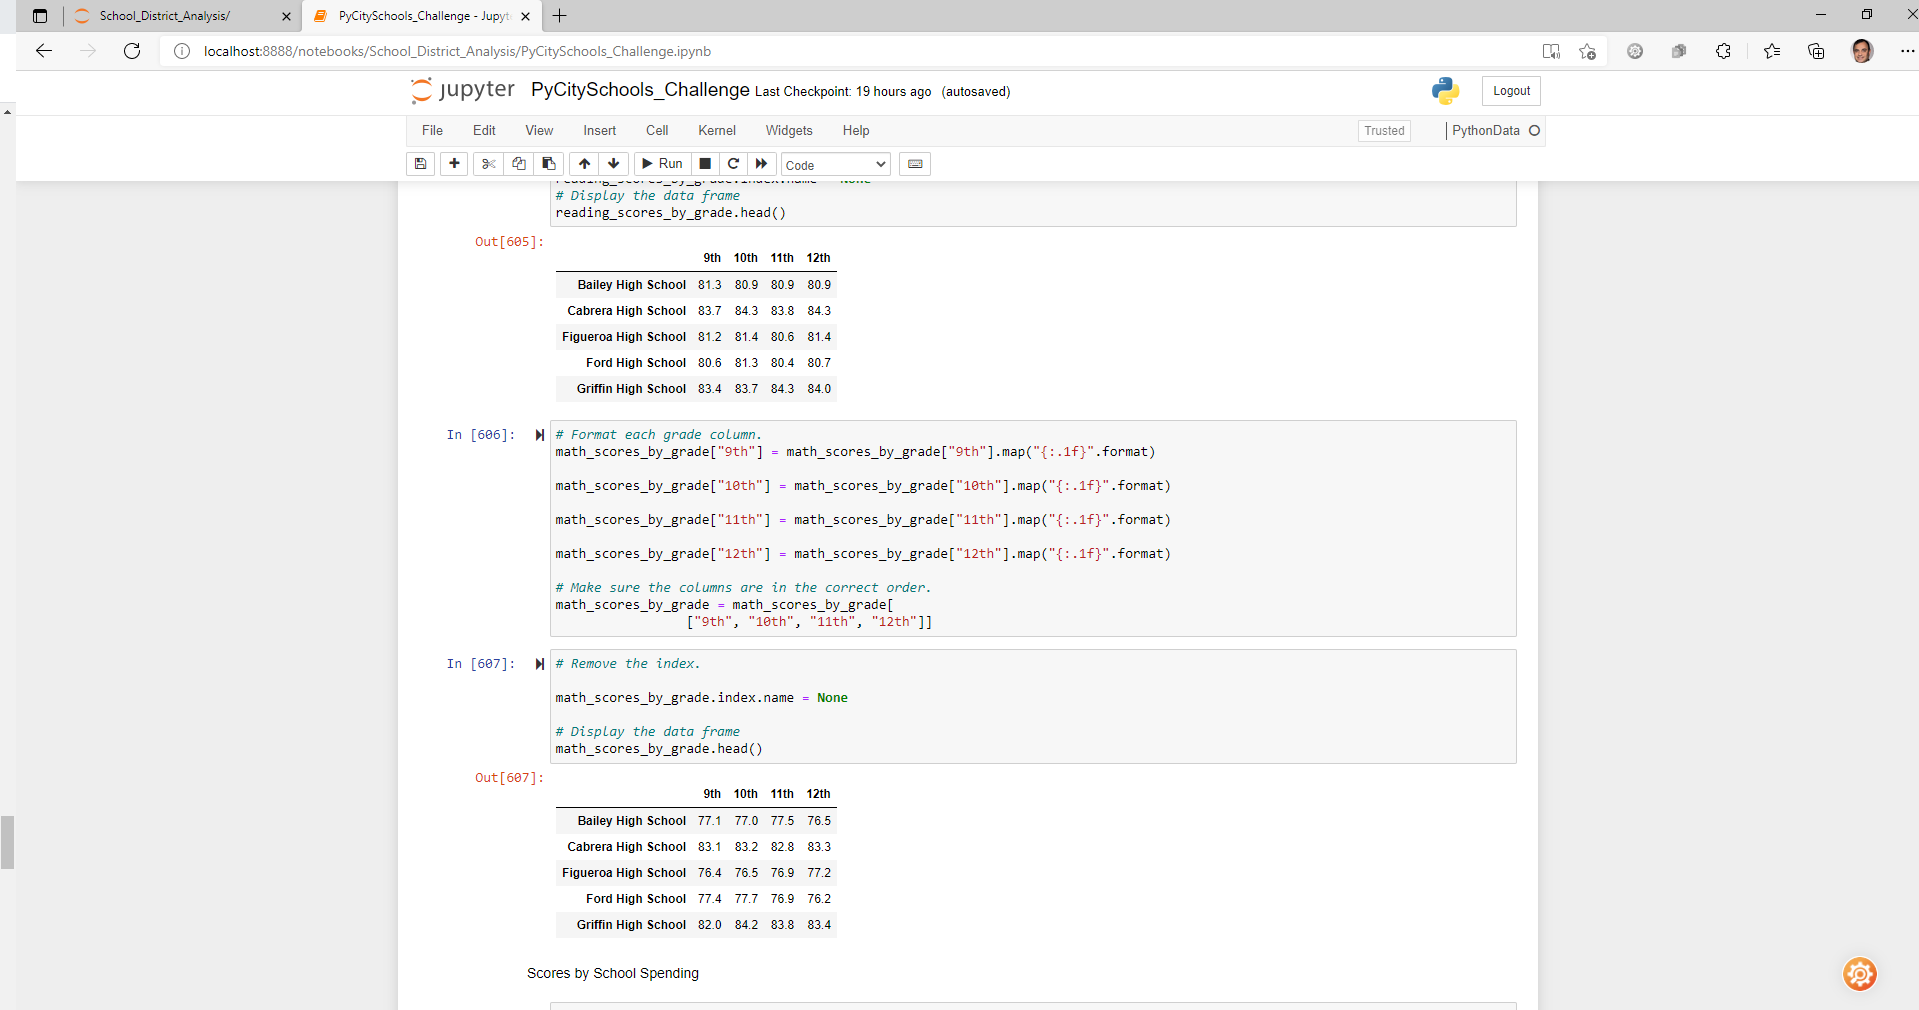 School_District_Analysis/
PyCitySchools_Challenge - Jupyt
localhost:8888/notebooks/School_District_Analysis/PyCitySchools_Challenge.ipynb
jupyter PyCitySchools_Challenge Last Checkpoint: 19 hours ago (autosaved)
Logout
File Edit View Insert Cell Kernel Widgets Help
Trusted PythonData
Run Code
reading_scores_by_grade.index.name = None
# Display the data frame
reading_scores_by_grade.head()
Out[605]:
9th 10th 11th 12th
Bailey High School 81.3 80.9 80.9 80.9
Cabrera High School 83.7 84.3 83.8 84.3
Figueroa High School 81.2 81.4 80.6 81.4
Ford High School 80.6 81.3 80.4 80.7
Griffin High School 83.4 83.7 84.3 84.0
In [606]:
# Format each grade column.
math_scores_by_grade["9th"] = math_scores_by_grade["9th"].map("{:.1f}".format)
math_scores_by_grade["10th"] = math_scores_by_grade["10th"].map("{:.1f}".format)
math_scores_by_grade["11th"] = math_scores_by_grade["11th"].map("{:.1f}".format)
math_scores_by_grade["12th"] = math_scores_by_grade["12th"].map("{:.1f}".format)
# Make sure the columns are in the correct order.
math_scores_by_grade = math_scores_by_grade[
["9th", "10th", "11th", "12th"]]
In [607]:
# Remove the index.
math_scores_by_grade.index.name = None
# Display the data frame
math_scores_by_grade.head()
Out[607]:
9th 10th 11th 12th
Bailey High School 77.1 77.0 77.5 76.5
Cabrera High School 83.1 83.2 82.8 83.3
Figueroa High School 76.4 76.5 76.9 77.2
Ford High School 77.4 77.7 76.9 76.2
Griffin High School 82.0 84.2 83.8 83.4
Scores by School Spending